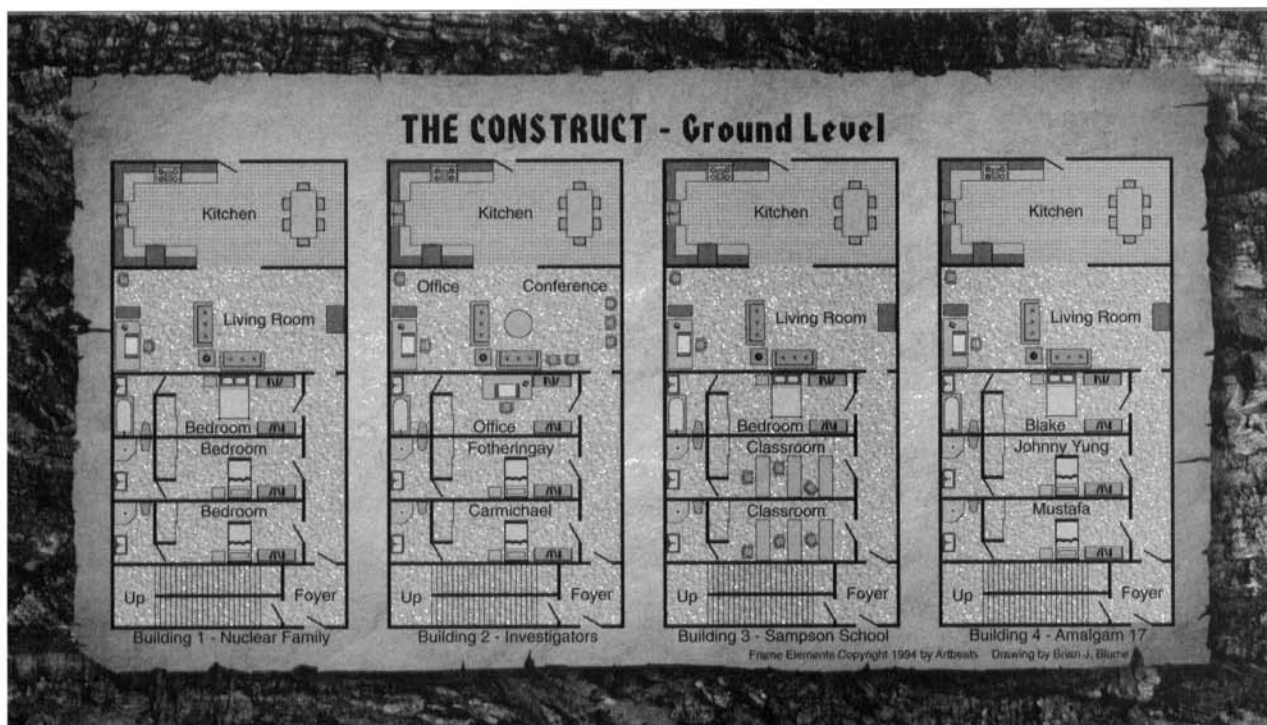 THE CONSTRUCT - Ground Level
Kitchen
Living Room
Bedroom
Bedroom
Bedroom
Up
Foyer
Building 1 - Nuclear Family
Kitchen
Office
Conference
Office
Fotheringay
Carmichael
Up
Foyer
Building 2 - Investigators
Kitchen
Living Room
Bedroom
Classroom
Classroom
Up
Foyer
Building 3 - Sampson School
Kitchen
Living Room
Blake
Johnny Yung
Mustafa
Up
Foyer
Building 4 - Amalgam 17
Frame Elements Copyright 1994 by Artbeats Drawing by Brian J. Blume